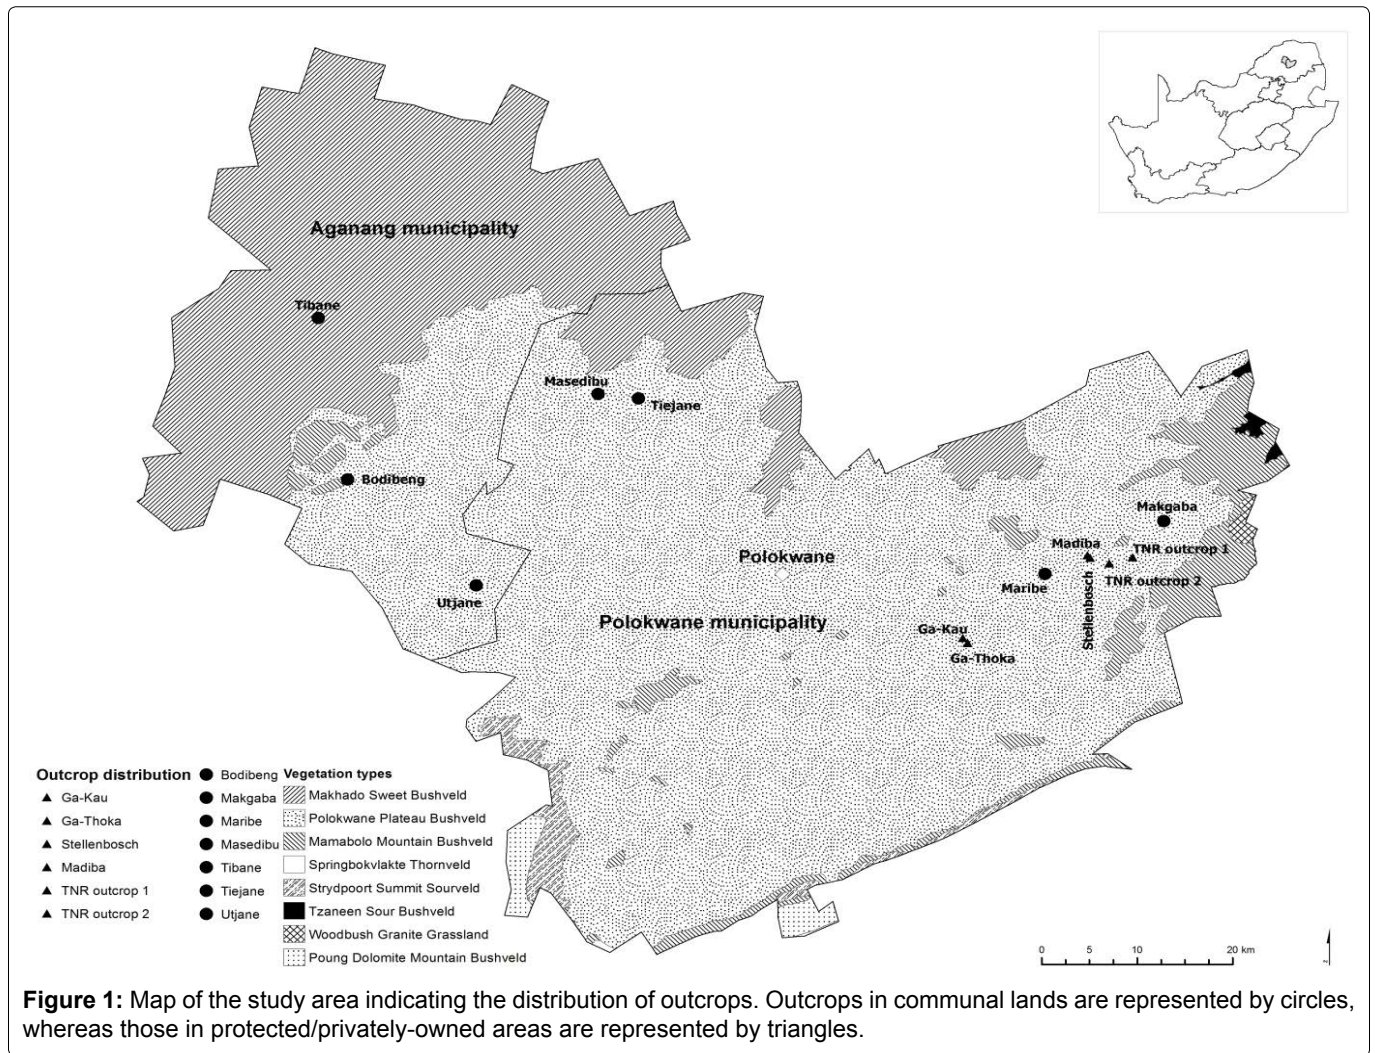 Aganang municipality
Tibane
Masedibu
Tiejane
Bodibeng
Makgaba
Madiba
TNR outcrop 1
Polokwane
TNR outcrop 2
Maribe
Stellenbosch
Utjane
Polokwane municipality
Ga-Kau
Ga-Thoka
Outcrop distribution
Ga-Kau
Ga-Thoka
Stellenbosch
Madiba
TNR outcrop 1
TNR outcrop 2
Bodibeng
Makgaba
Maribe
Masedibu
Tibane
Tiejane
Utjane
Vegetation types
Makhado Sweet Bushveld
Polokwane Plateau Bushveld
Mamabolo Mountain Bushveld
Springbokvlakte Thornveld
Strydpoort Summit Sourveld
Tzaneen Sour Bushveld
Woodbush Granite Grassland
Poung Dolomite Mountain Bushveld
0 5 10 20 km
Figure 1: Map of the study area indicating the distribution of outcrops. Outcrops in communal lands are represented by circles,
whereas those in protected/privately-owned areas are represented by triangles.